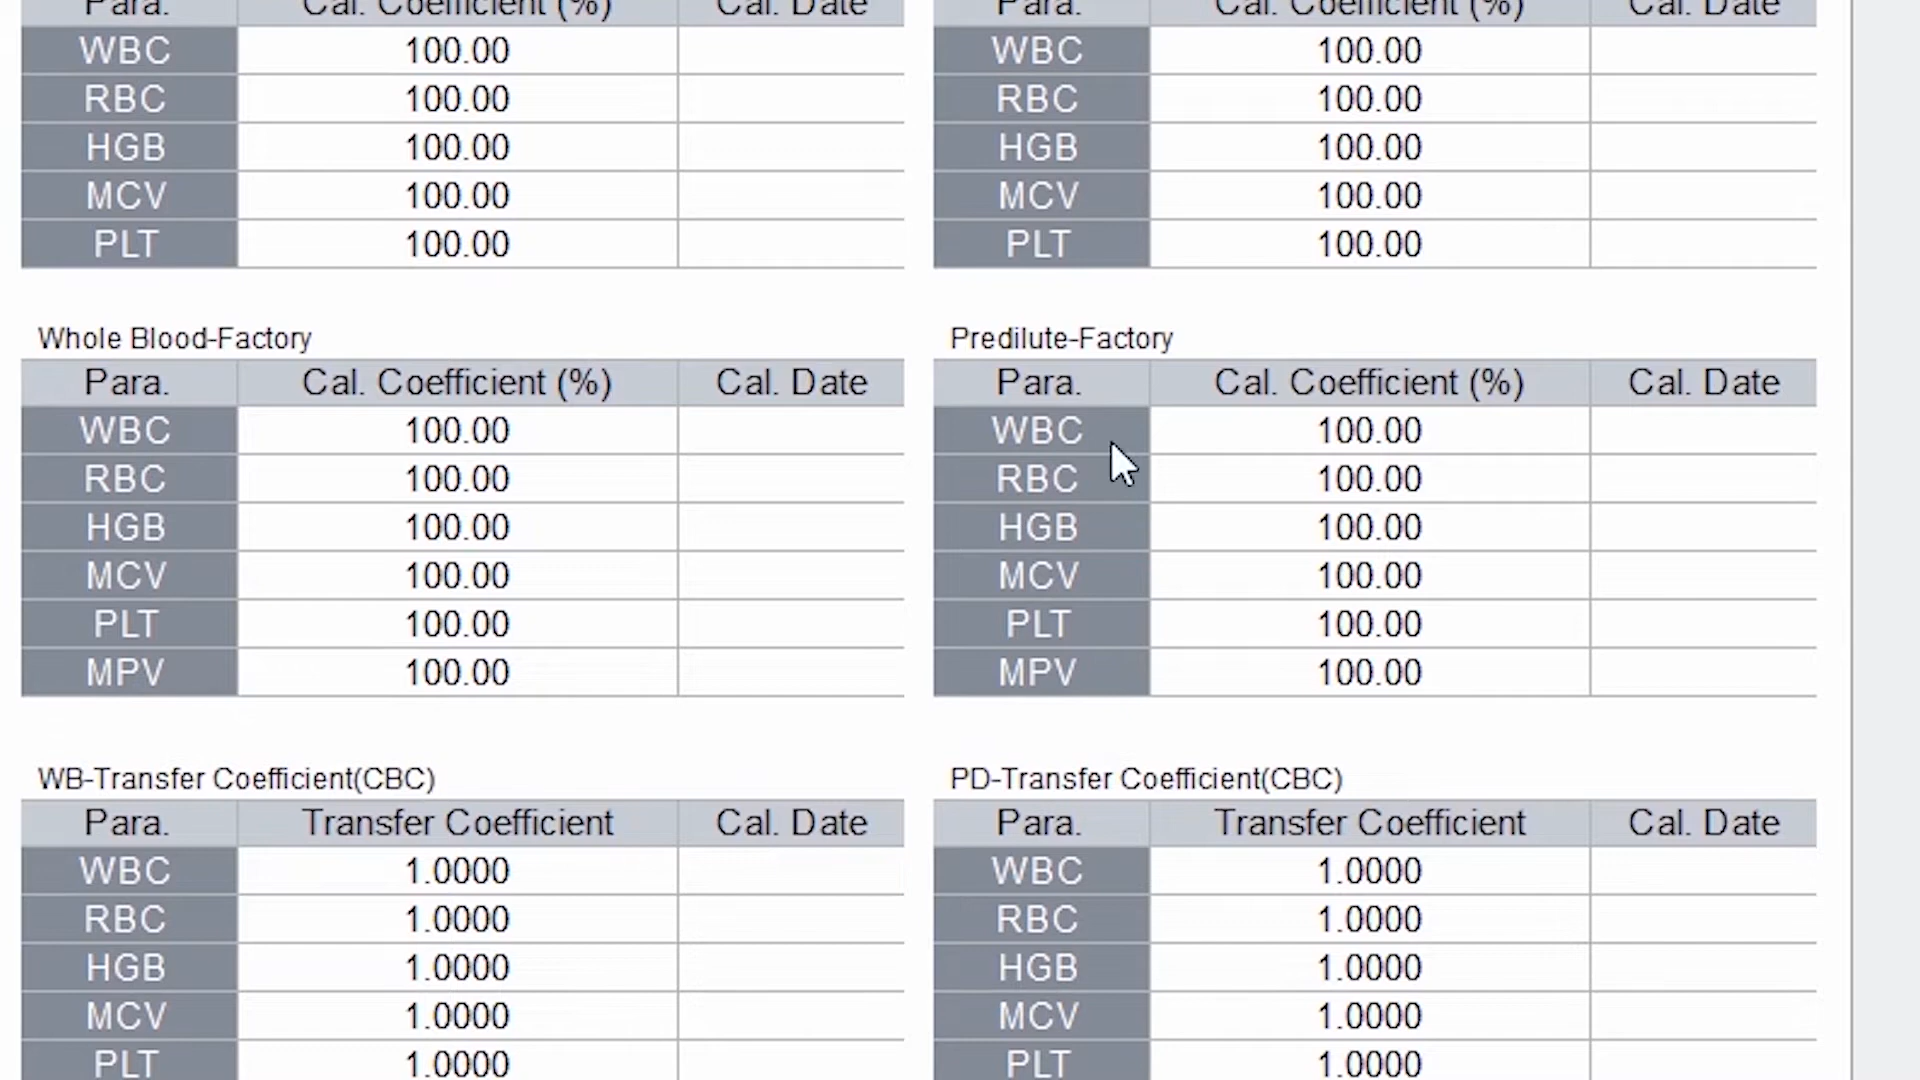 Para. Cal. Coefficient (%) Cal. Date
WBC 100.00
RBC 100.00
HGB 100.00
MCV 100.00
PLT 100.00
Para. Cal. Coefficient (%) Cal. Date
WBC 100.00
RBC 100.00
HGB 100.00
MCV 100.00
PLT 100.00
Whole Blood-Factory
Para. Cal. Coefficient (%) Cal. Date
WBC 100.00
RBC 100.00
HGB 100.00
MCV 100.00
PLT 100.00
MPV 100.00
Predilute-Factory
Para. Cal. Coefficient (%) Cal. Date
WBC 100.00
RBC 100.00
HGB 100.00
MCV 100.00
PLT 100.00
MPV 100.00
WB-Transfer Coefficient(CBC)
Para. Transfer Coefficient Cal. Date
WBC 1.0000
RBC 1.0000
HGB 1.0000
MCV 1.0000
PLT 1.0000
PD-Transfer Coefficient(CBC)
Para. Transfer Coefficient Cal. Date
WBC 1.0000
RBC 1.0000
HGB 1.0000
MCV 1.0000
PLT 1.0000